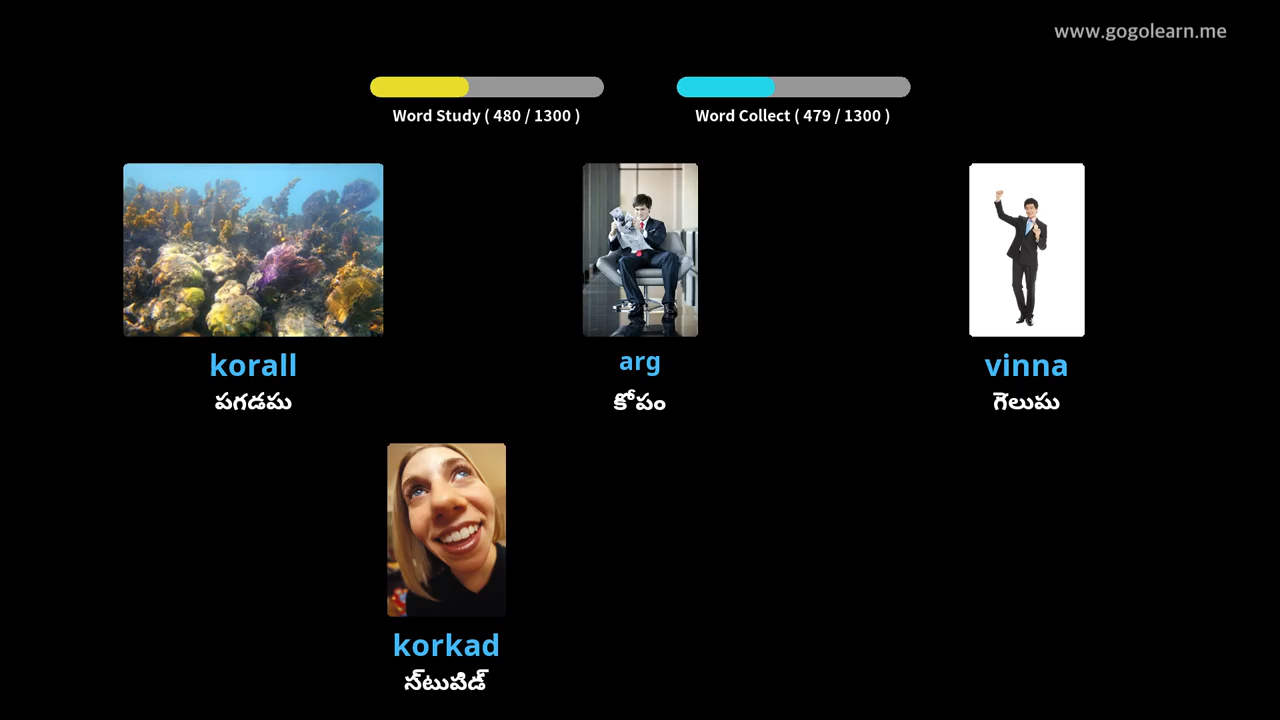 www.gogolearn.me
Word Study ( 480 / 1300 )
Word Collect ( 479 / 1300 )
korall
arg
vinna
పగడపు
కోపం
గెలుపు
korkad
స్టుపిడ్